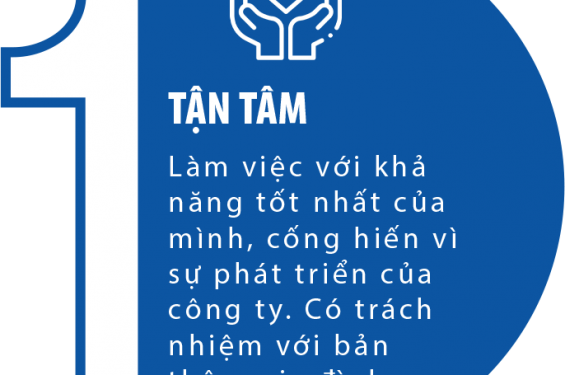 1
TẬN TÂM
Làm việc với khả
năng tốt nhất của
mình, cống hiến vì
sự phát triển của
công ty. Có trách
nhiệm với bản